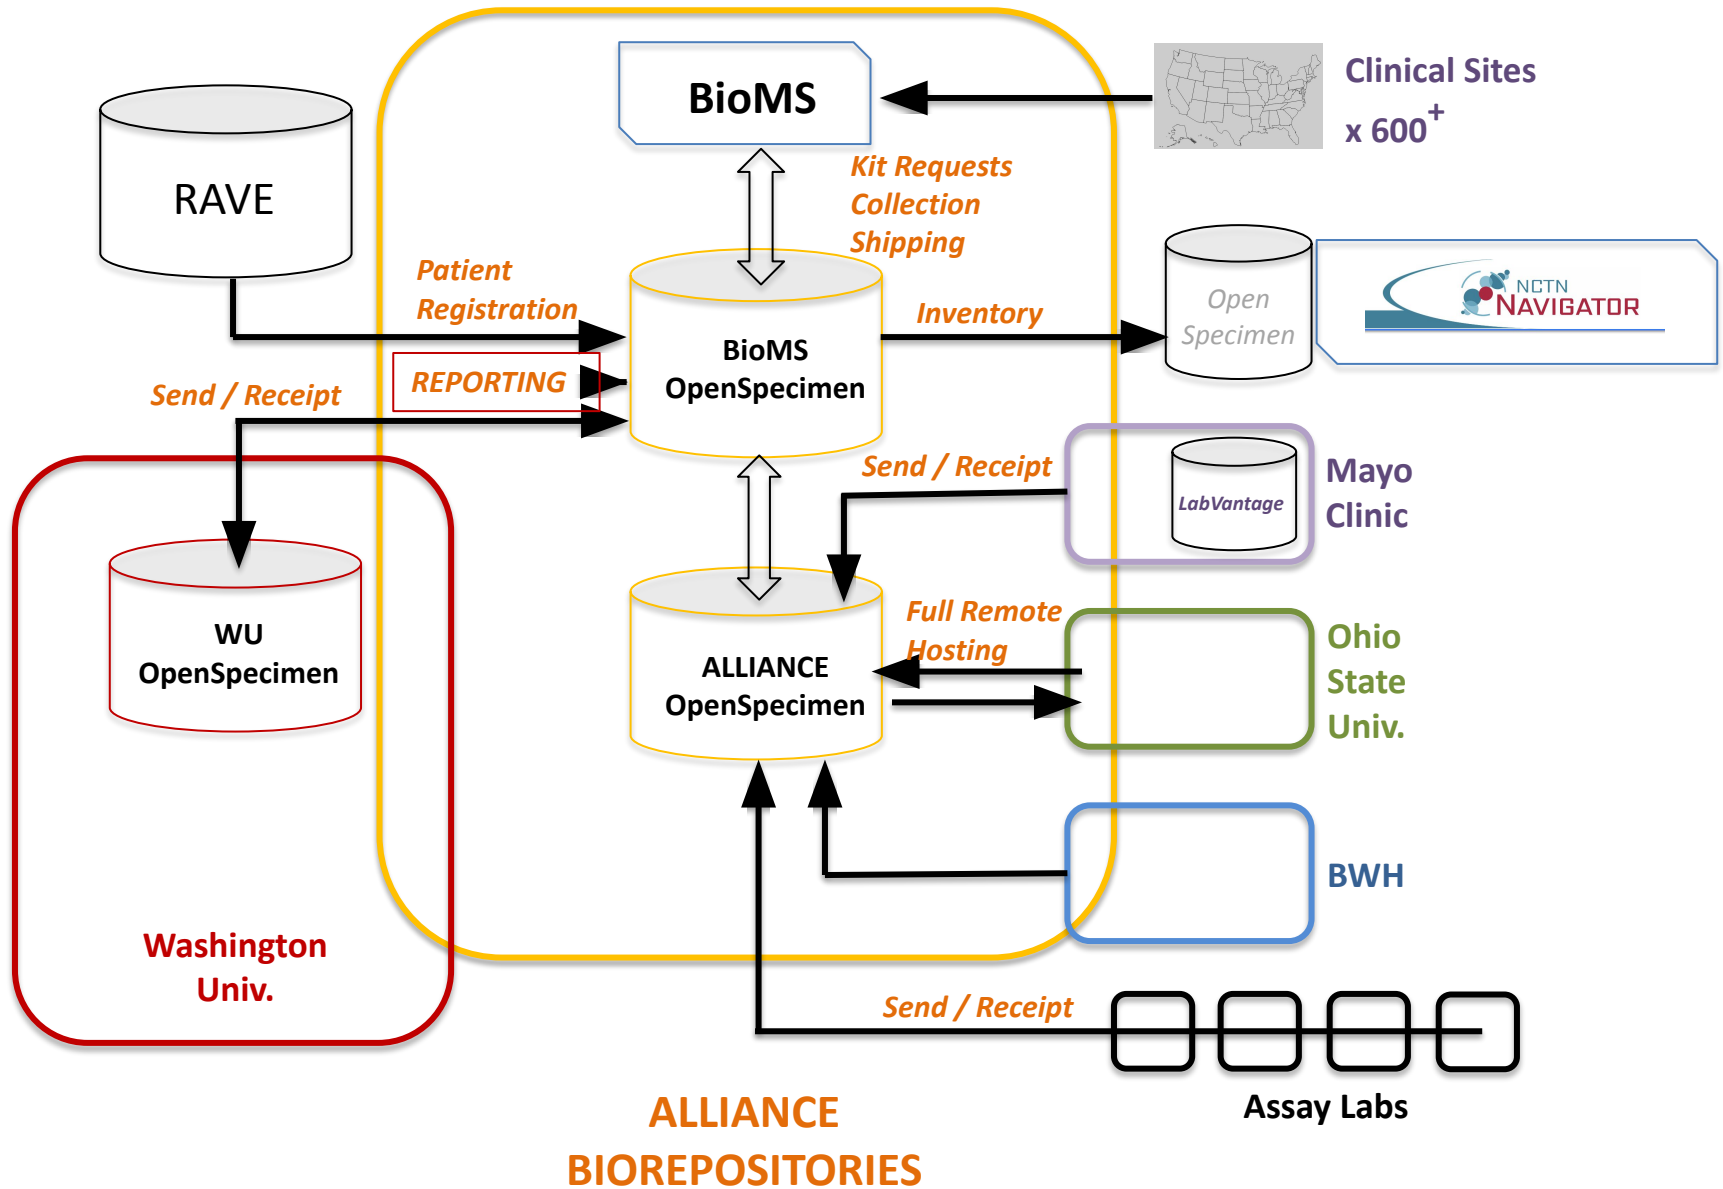 BioMS
Clinical Sites
x 600+
RAVE
Kit Requests
Collection
Shipping
Patient
Registration
Inventory
Open
Specimen
NCTN
NAVIGATOR
BioMS
OpenSpecimen
REPORTING
Send / Receipt
Send / Receipt
LabVantage
Mayo
Clinic
WU
OpenSpecimen
ALLIANCE
OpenSpecimen
Full Remote
Hosting
Ohio
State
Univ.
BWH
Washington
Univ.
Send / Receipt
Assay Labs
ALLIANCE
BIOREPOSITORIES